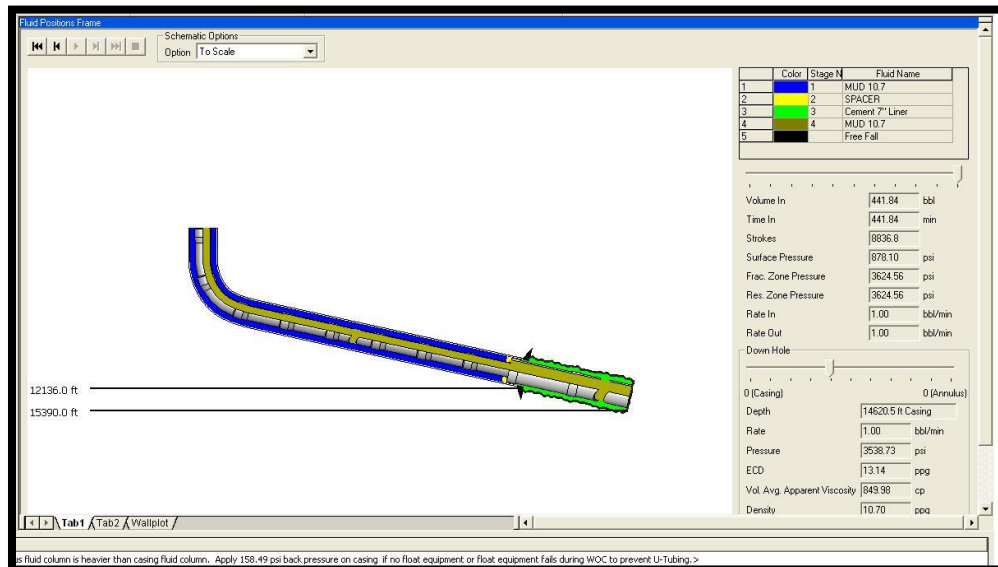 Fluid Positions Frame
Schematic Options
Option To Scale
Color Stage N Fluid Name
1 1 MUD 10.7
2 2 SPACER
3 3 Cement 7" Liner
4 4 MUD 10.7
5 Free Fall
Volume In 441.84 bbl
Time In 441.84 min
Strokes 8836.8
Surface Pressure 878.10 psi
Frac. Zone Pressure 3624.56 psi
Res. Zone Pressure 3624.56 psi
Rate In 1.00 bbl/min
Rate Out 1.00 bbl/min
Down Hole
0 (Casing) 0 (Annulus)
12136.0 ft
15390.0 ft
Depth 14620.5 ft Casing
Rate 1.00 bbl/min
Pressure 3538.73 psi
ECD 13.14 ppg
Vol. Avg. Apparent Viscosity 849.98 cp
Density 10.70 ppg
Tab1 Tab2 Wallplot
fluid column is heavier than casing fluid column. Apply 158.49 psi back pressure on casing if no float equipment or float equipment fails during WOC to prevent U-Tubing. >